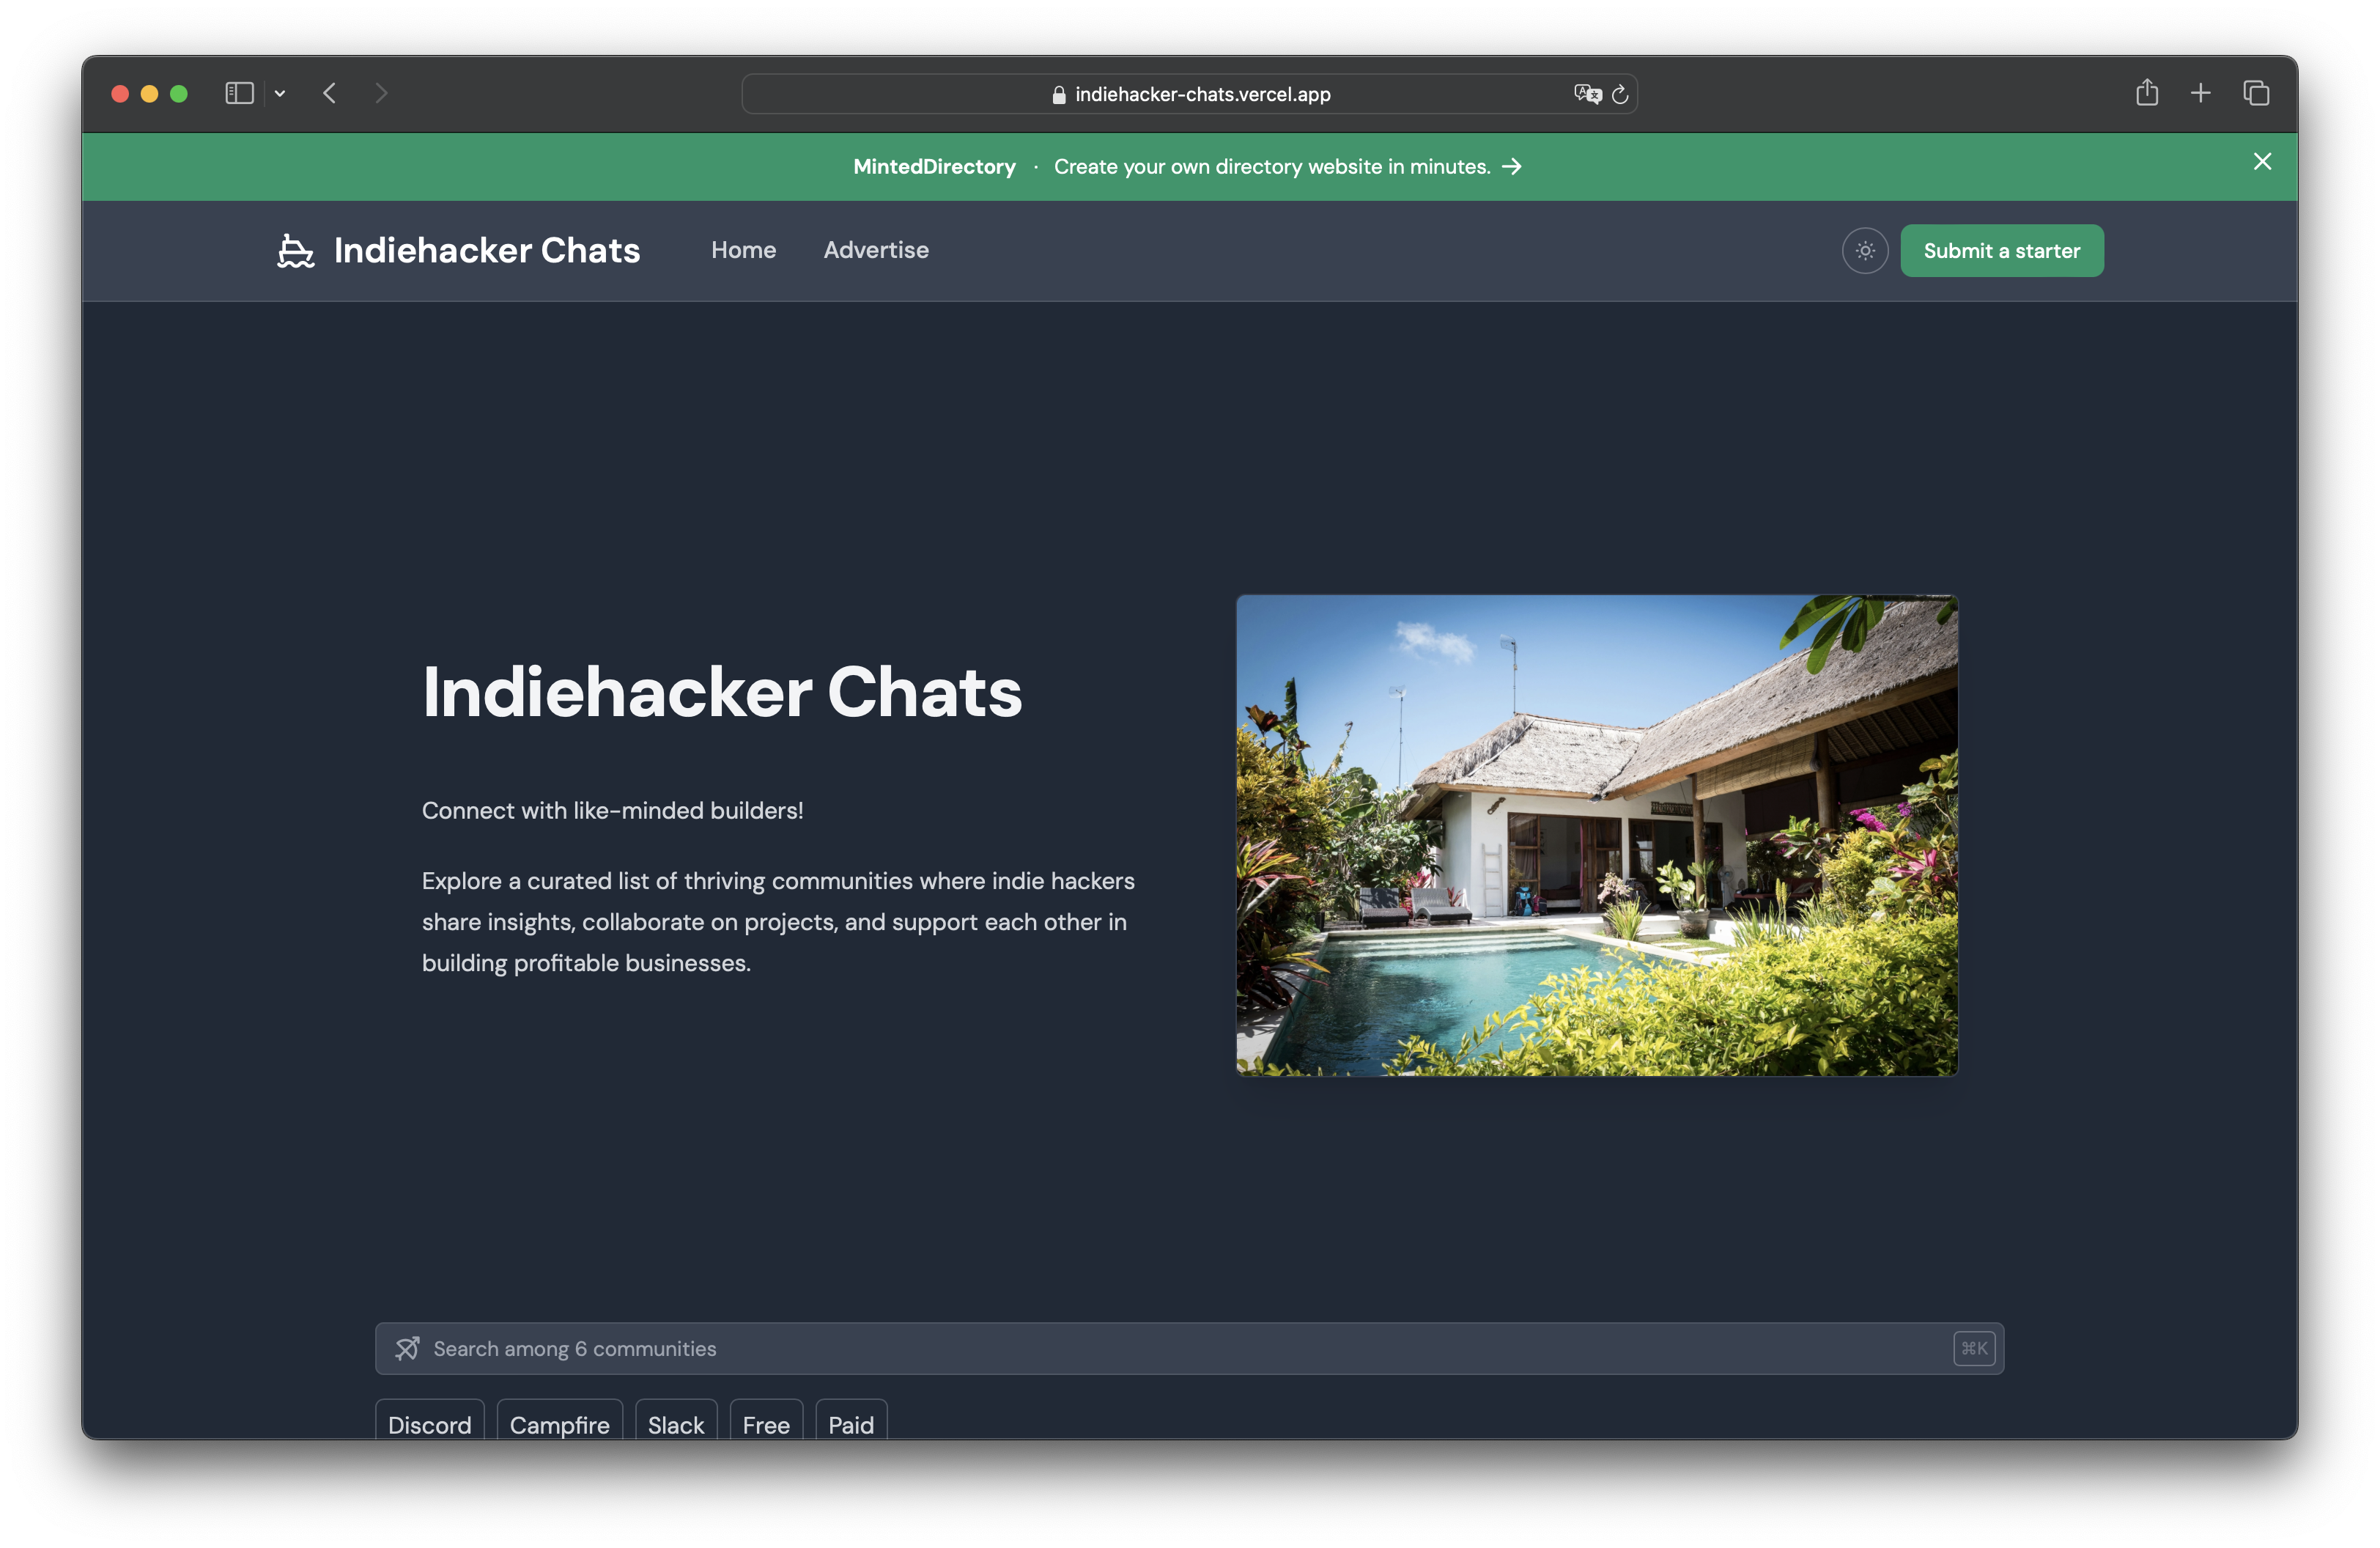 indiehacker-chats.vercel.app
MintedDirectory · Create your own directory website in minutes. →
Indiehacker Chats Home Advertise Submit a starter
Indiehacker Chats
Connect with like-minded builders!
Explore a curated list of thriving communities where indie hackers
share insights, collaborate on projects, and support each other in
building profitable businesses.
Search among 6 communities ⌘K
Discord Campfire Slack Free Paid